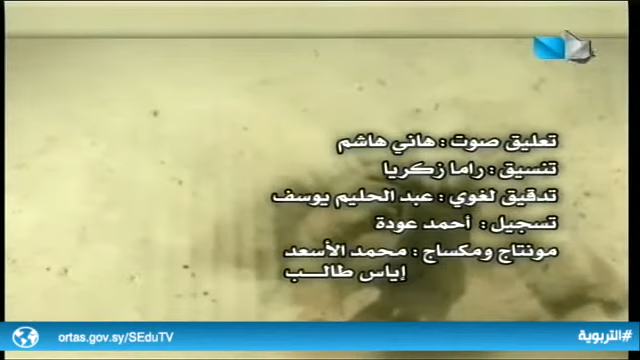 تعليق صوت : هاني هاشم
تنسيق : راما زكريا
تدقيق لغوي : عبد الحليم يوسف
تسجيل : أحمد عودة
مونتاج ومكساج : محمد الأسعد
إياس طالــب
#التربوية
ortas.gov.sy/SEduTV